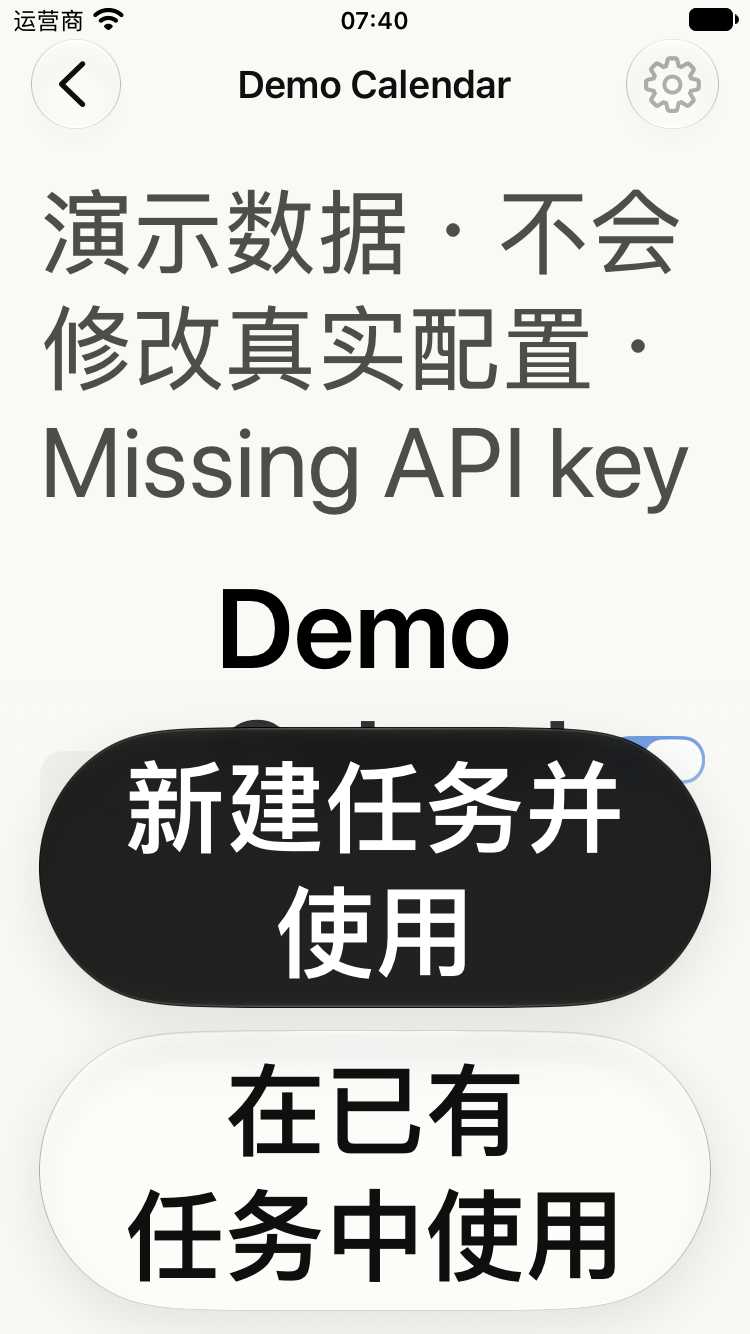 运营商
07:40
Demo Calendar
演示数据 · 不会
修改真实配置 ·
Missing API key
Demo
新建任务并
使用
在已有
任务中使用